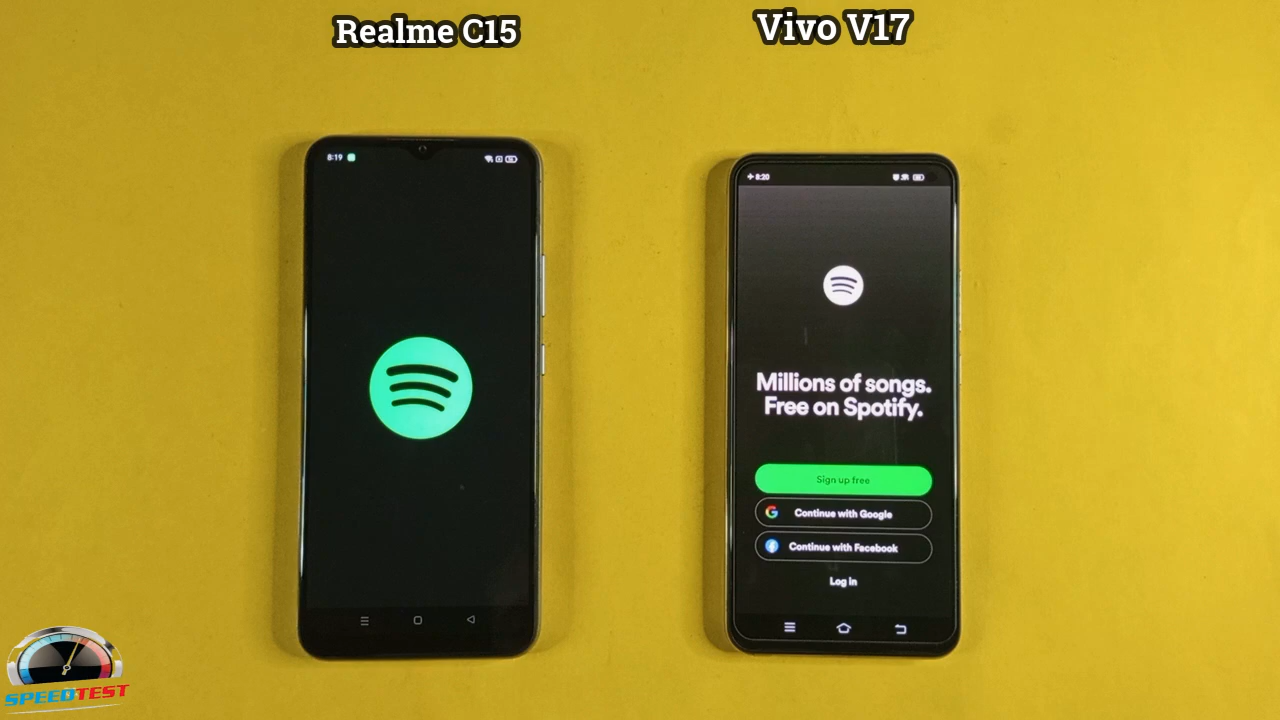 Realme C15
Vivo V17
8:19
8:20
Millions of songs.
Free on Spotify.
Sign up free
Continue with Google
Continue with Facebook
Log in
SPEEDTEST